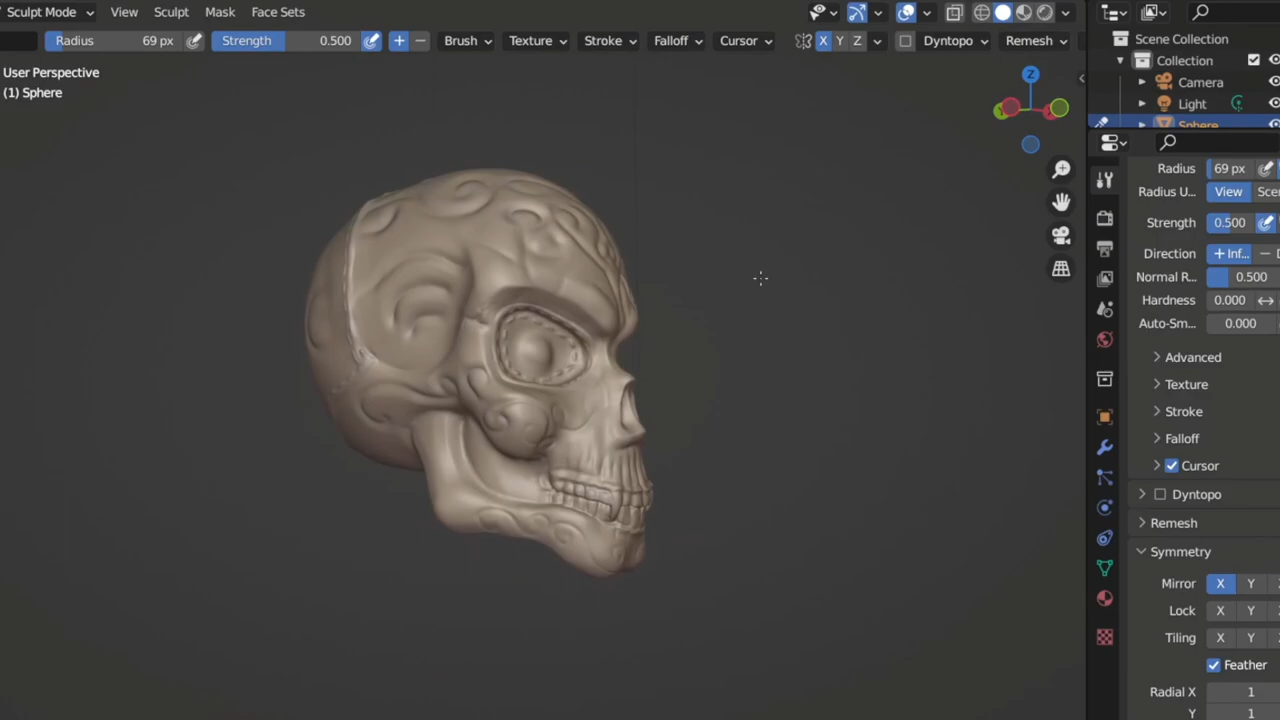 Sculpt Mode View Sculpt Mask Face Sets
Radius 69 px Strength 0.500 + − Brush Texture Stroke Falloff Cursor X Y Z Dyntopo Remesh
User Perspective
(1) Sphere
Z
Scene Collection
Collection
Camera
Light
Sphere
Radius 69 px
Radius U... View Scen
Strength 0.500
Direction + Inf... −
Normal R... 0.500
Hardness 0.000
Auto-Sm... 0.000
Advanced
Texture
Stroke
Falloff
Cursor
Dyntopo
Remesh
Symmetry
Mirror X Y
Lock X Y
Tiling X Y
Feather
Radial X 1
Y 1